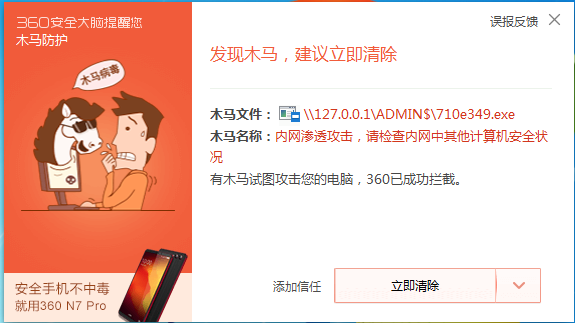 360安全大脑提醒您
木马防护
误报反馈
木马病毒
发现木马，建议立即清除
木马文件： \\127.0.0.1\ADMIN$\710e349.exe
木马名称：内网渗透攻击，请检查内网中其他计算机安全状
况
有木马试图攻击您的电脑，360已成功拦截。
安全手机不中毒
就用360 N7 Pro
添加信任
立即清除